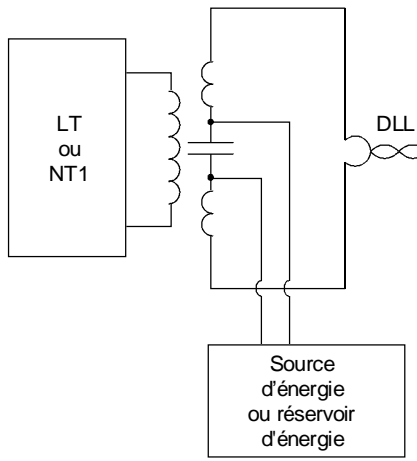 LT
ou
NT1
DLL
Source
d’énergie
ou réservoir
d'énergie